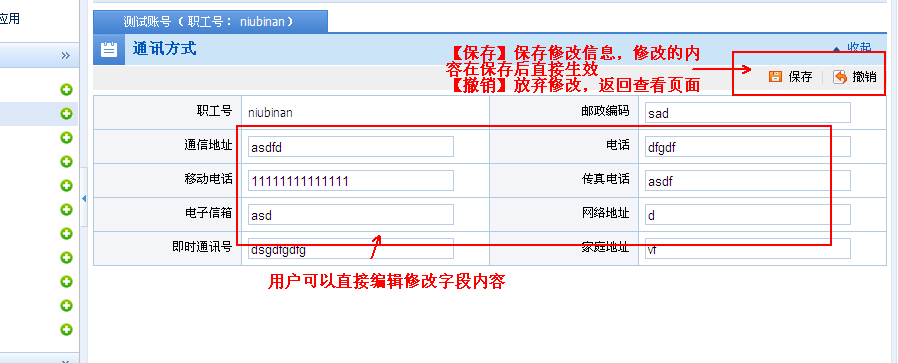 应用
测试账号（职工号： niubinan）
通讯方式
收起
【保存】保存修改信息，修改的内
容在保存后直接生效
【撤销】放弃修改，返回查看页面
保存
撤销
职工号 niubinan 邮政编码 sad
通信地址 asdfd 电话 dfgdf
移动电话 11111111111111 传真电话 asdf
电子信箱 asd 网络地址 d
即时通讯号 dsgdfgdfg 家庭地址 vf
用户可以直接编辑修改字段内容